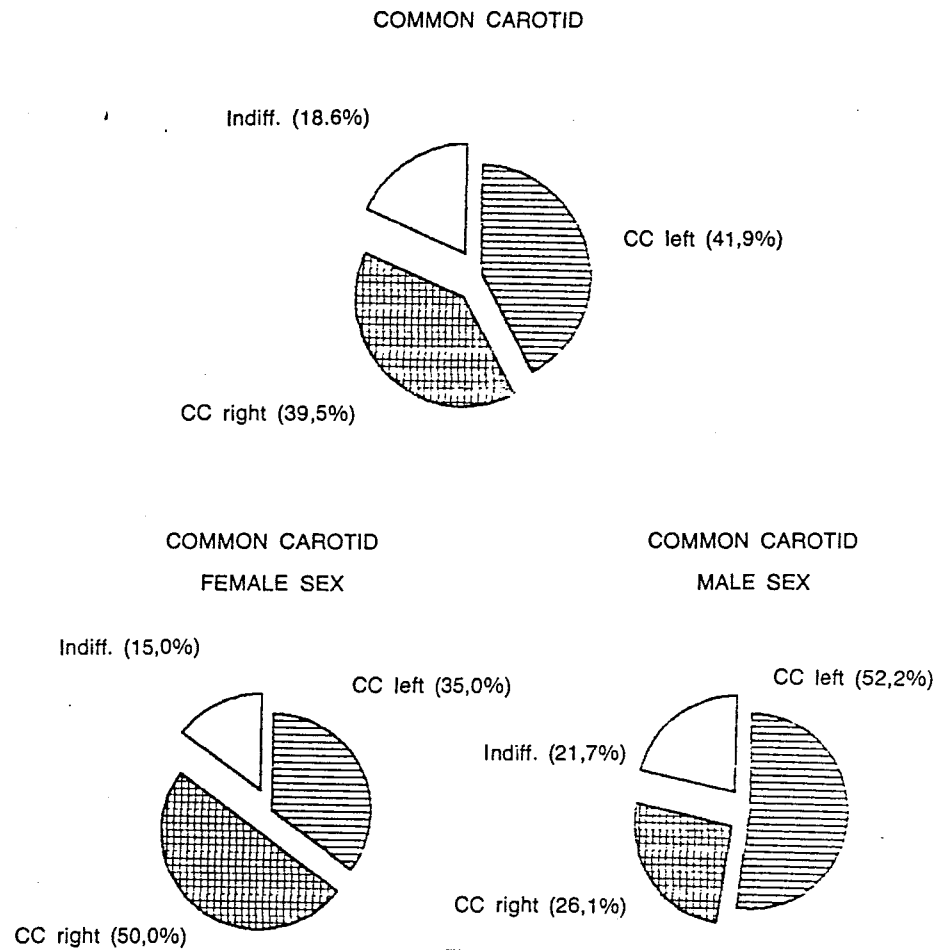 COMMON CAROTID
Indiff. (18.6%)
CC left (41,9%)
CC right (39,5%)
COMMON CAROTID
FEMALE SEX
Indiff. (15,0%)
CC left (35,0%)
CC right (50,0%)
COMMON CAROTID
MALE SEX
CC left (52,2%)
Indiff. (21,7%)
CC right (26,1%)